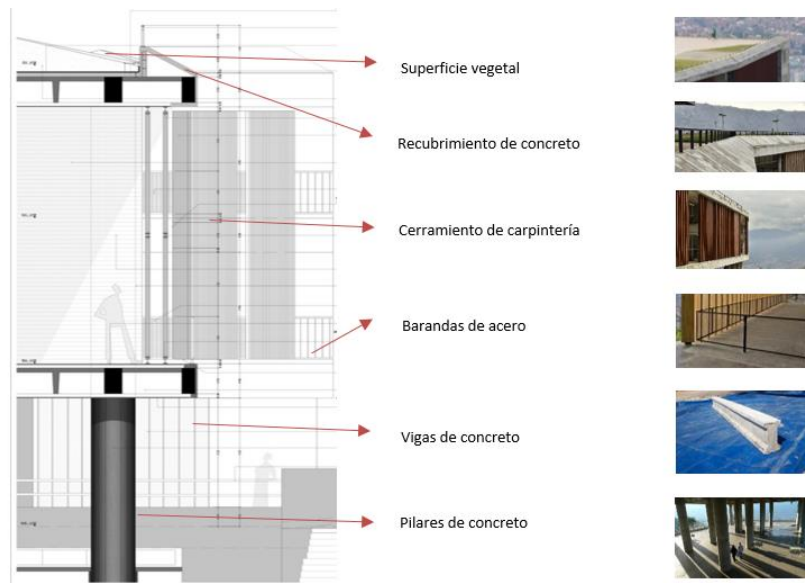 Superficie vegetal
Recubrimiento de concreto
Cerramiento de carpintería
Barandas de acero
Vigas de concreto
Pilares de concreto